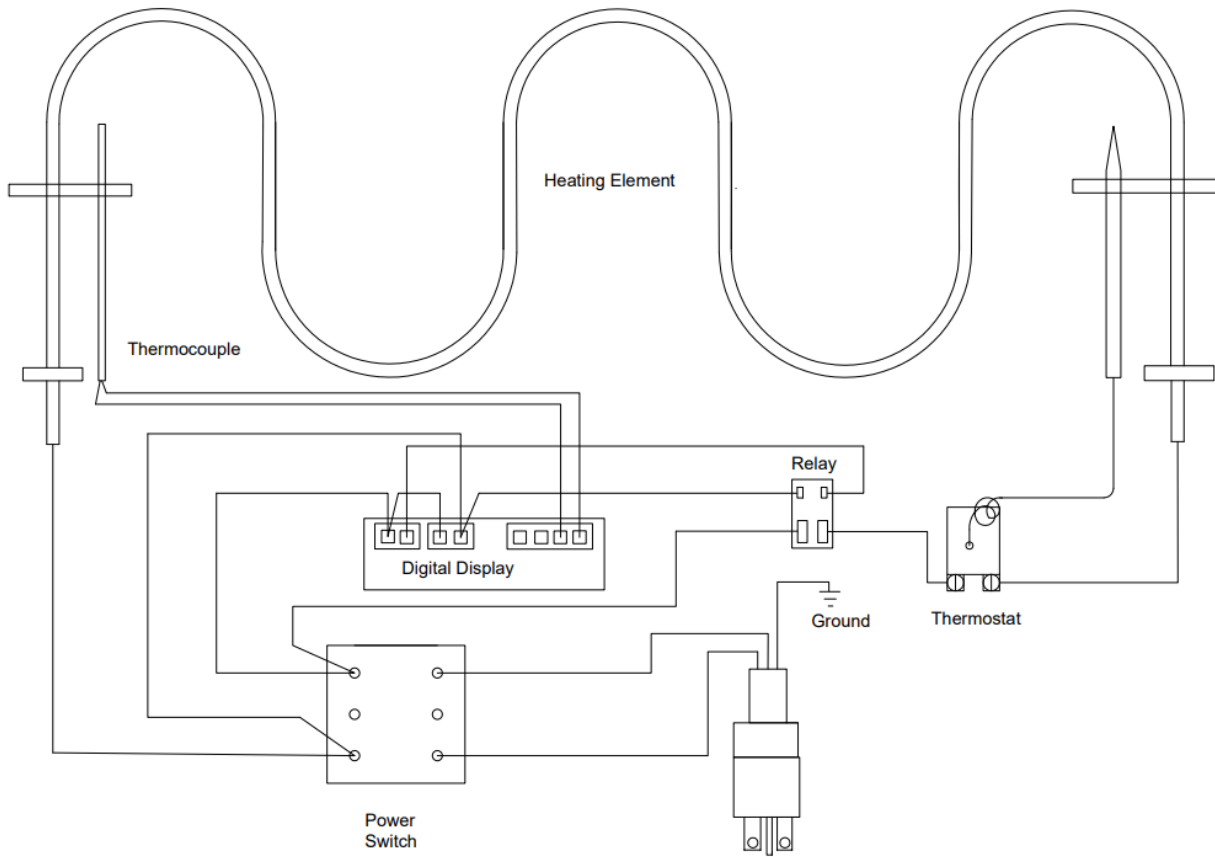 Heating Element
Thermocouple
Relay
Digital Display
Ground
Thermostat
Power
Switch